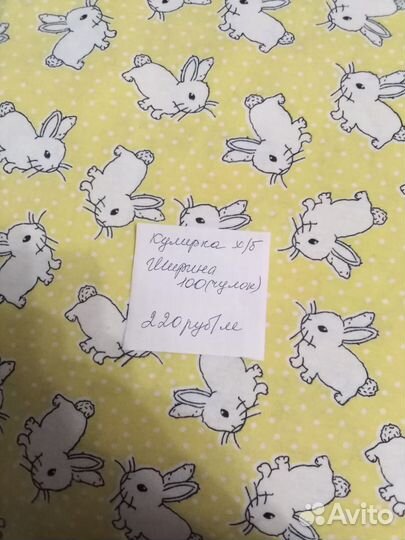 Кулирка х/б
Ширина
100(чулок)
220руб/м
Avito